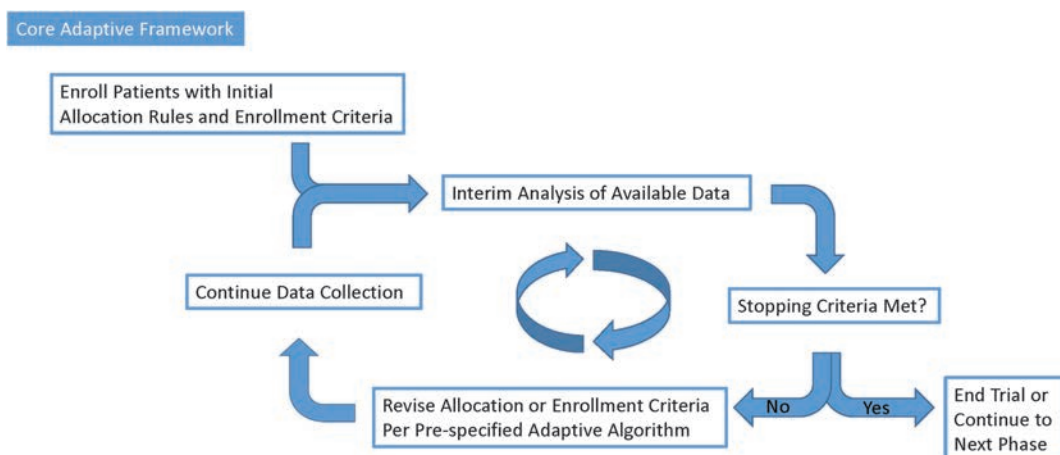 Core Adaptive Framework
Enroll Patients with Initial
Allocation Rules and Enrollment Criteria
Interim Analysis of Available Data
Continue Data Collection
Stopping Criteria Met?
Revise Allocation or Enrollment Criteria
Per Pre-specified Adaptive Algorithm
No
Yes
End Trial or
Continue to
Next Phase